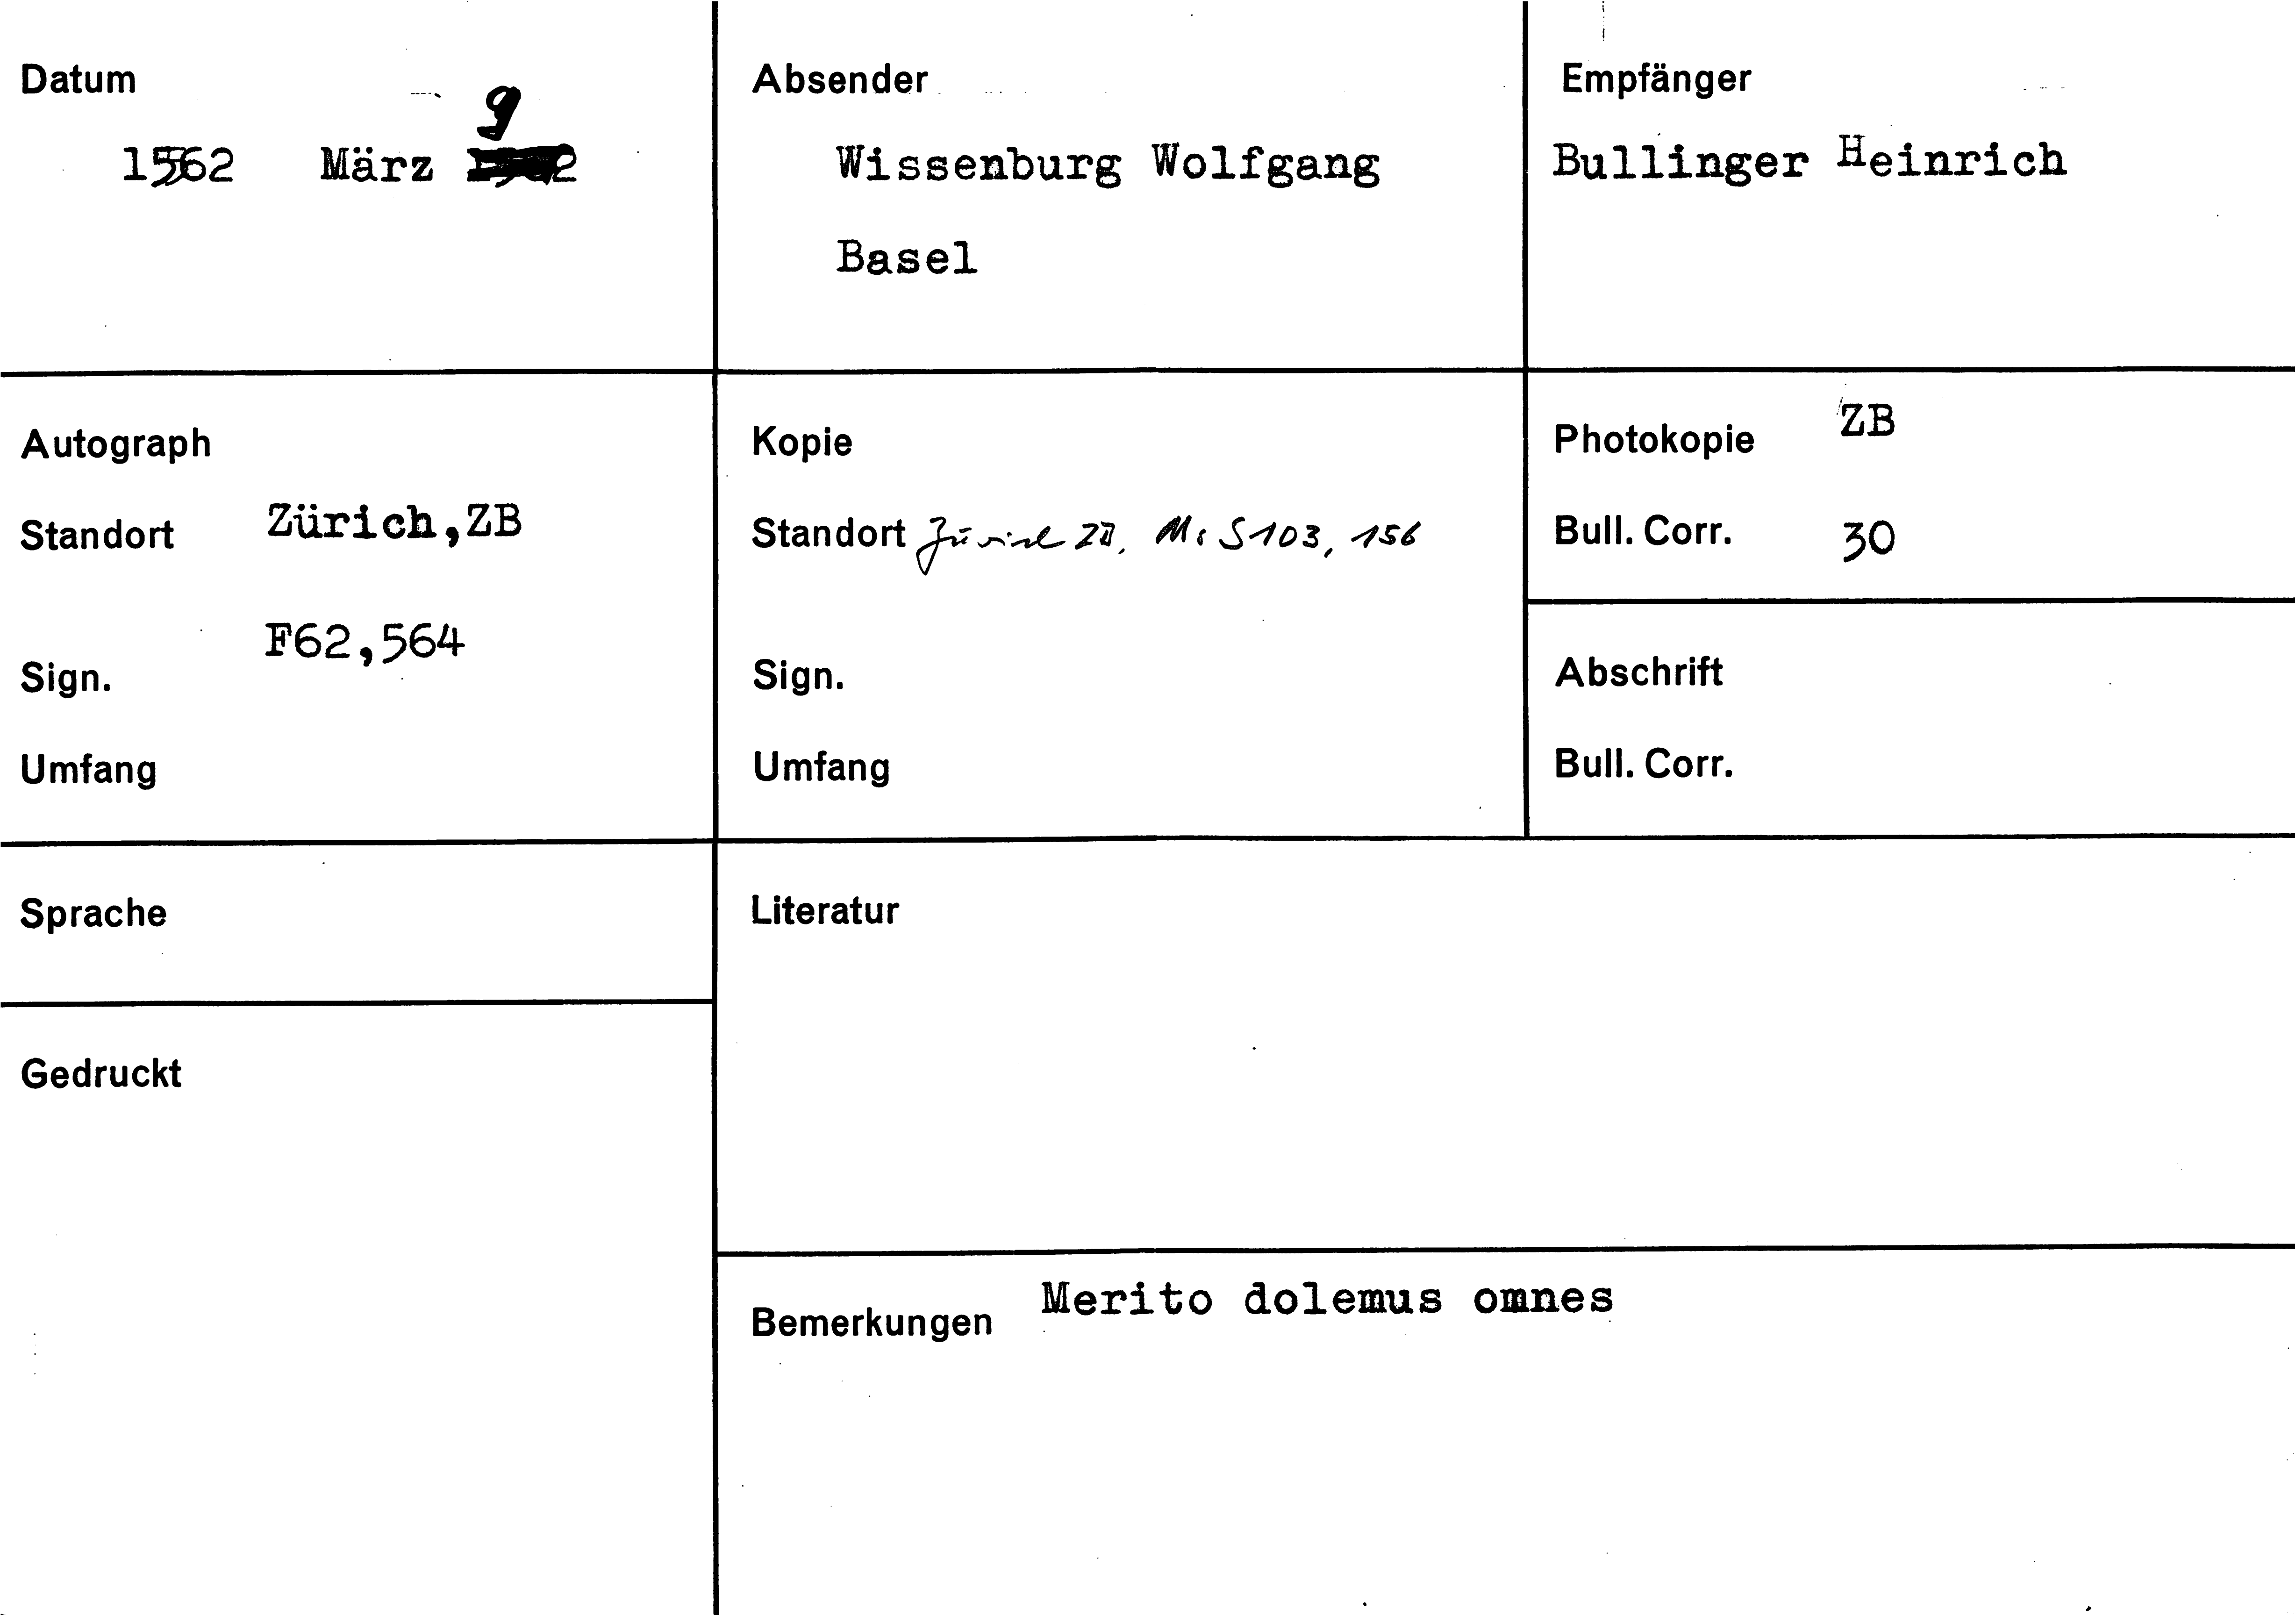 Datum
1562 März 9
Absender
Wissenburg Wolfgang
Basel
Empfänger
Bullinger Heinrich
Autograph
Standort Zürich,ZB
Sign. F62,564
Umfang
Kopie
Standort Zürich ZB, Ms S 103, 156
Sign.
Umfang
Photokopie ZB
Bull. Corr. 30
Abschrift
Bull. Corr.
Sprache
Gedruckt
Literatur
Bemerkungen Merito dolemus omnes